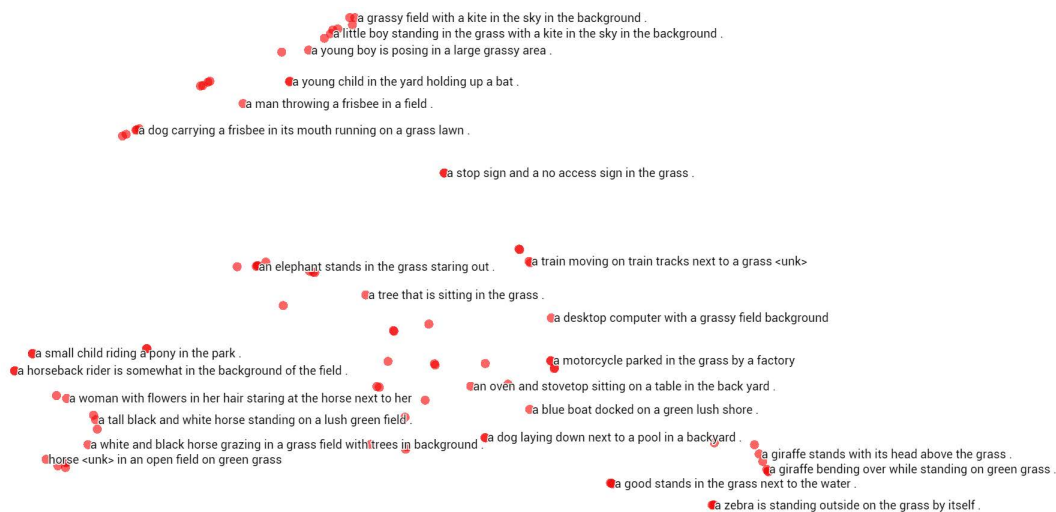 a grassy field with a kite in the sky in the background .
a little boy standing in the grass with a kite in the sky in the background .
a young boy is posing in a large grassy area .
a young child in the yard holding up a bat .
a man throwing a frisbee in a field .
a dog carrying a frisbee in its mouth running on a grass lawn .
a stop sign and a no access sign in the grass .
a train moving on train tracks next to a grass <unk>
an elephant stands in the grass staring out .
a tree that is sitting in the grass .
a desktop computer with a grassy field background
a small child riding a pony in the park .
a motorcycle parked in the grass by a factory
a horseback rider is somewhat in the background of the field .
an oven and stovetop sitting on a table in the back yard .
a woman with flowers in her hair staring at the horse next to her
a blue boat docked on a green lush shore .
a tall black and white horse standing on a lush green field .
a dog laying down next to a pool in a backyard .
a white and black horse grazing in a grass field with trees in background .
a giraffe stands with its head above the grass .
horse <unk> in an open field on green grass
a giraffe bending over while standing on green grass .
a good stands in the grass next to the water .
a zebra is standing outside on the grass by itself .